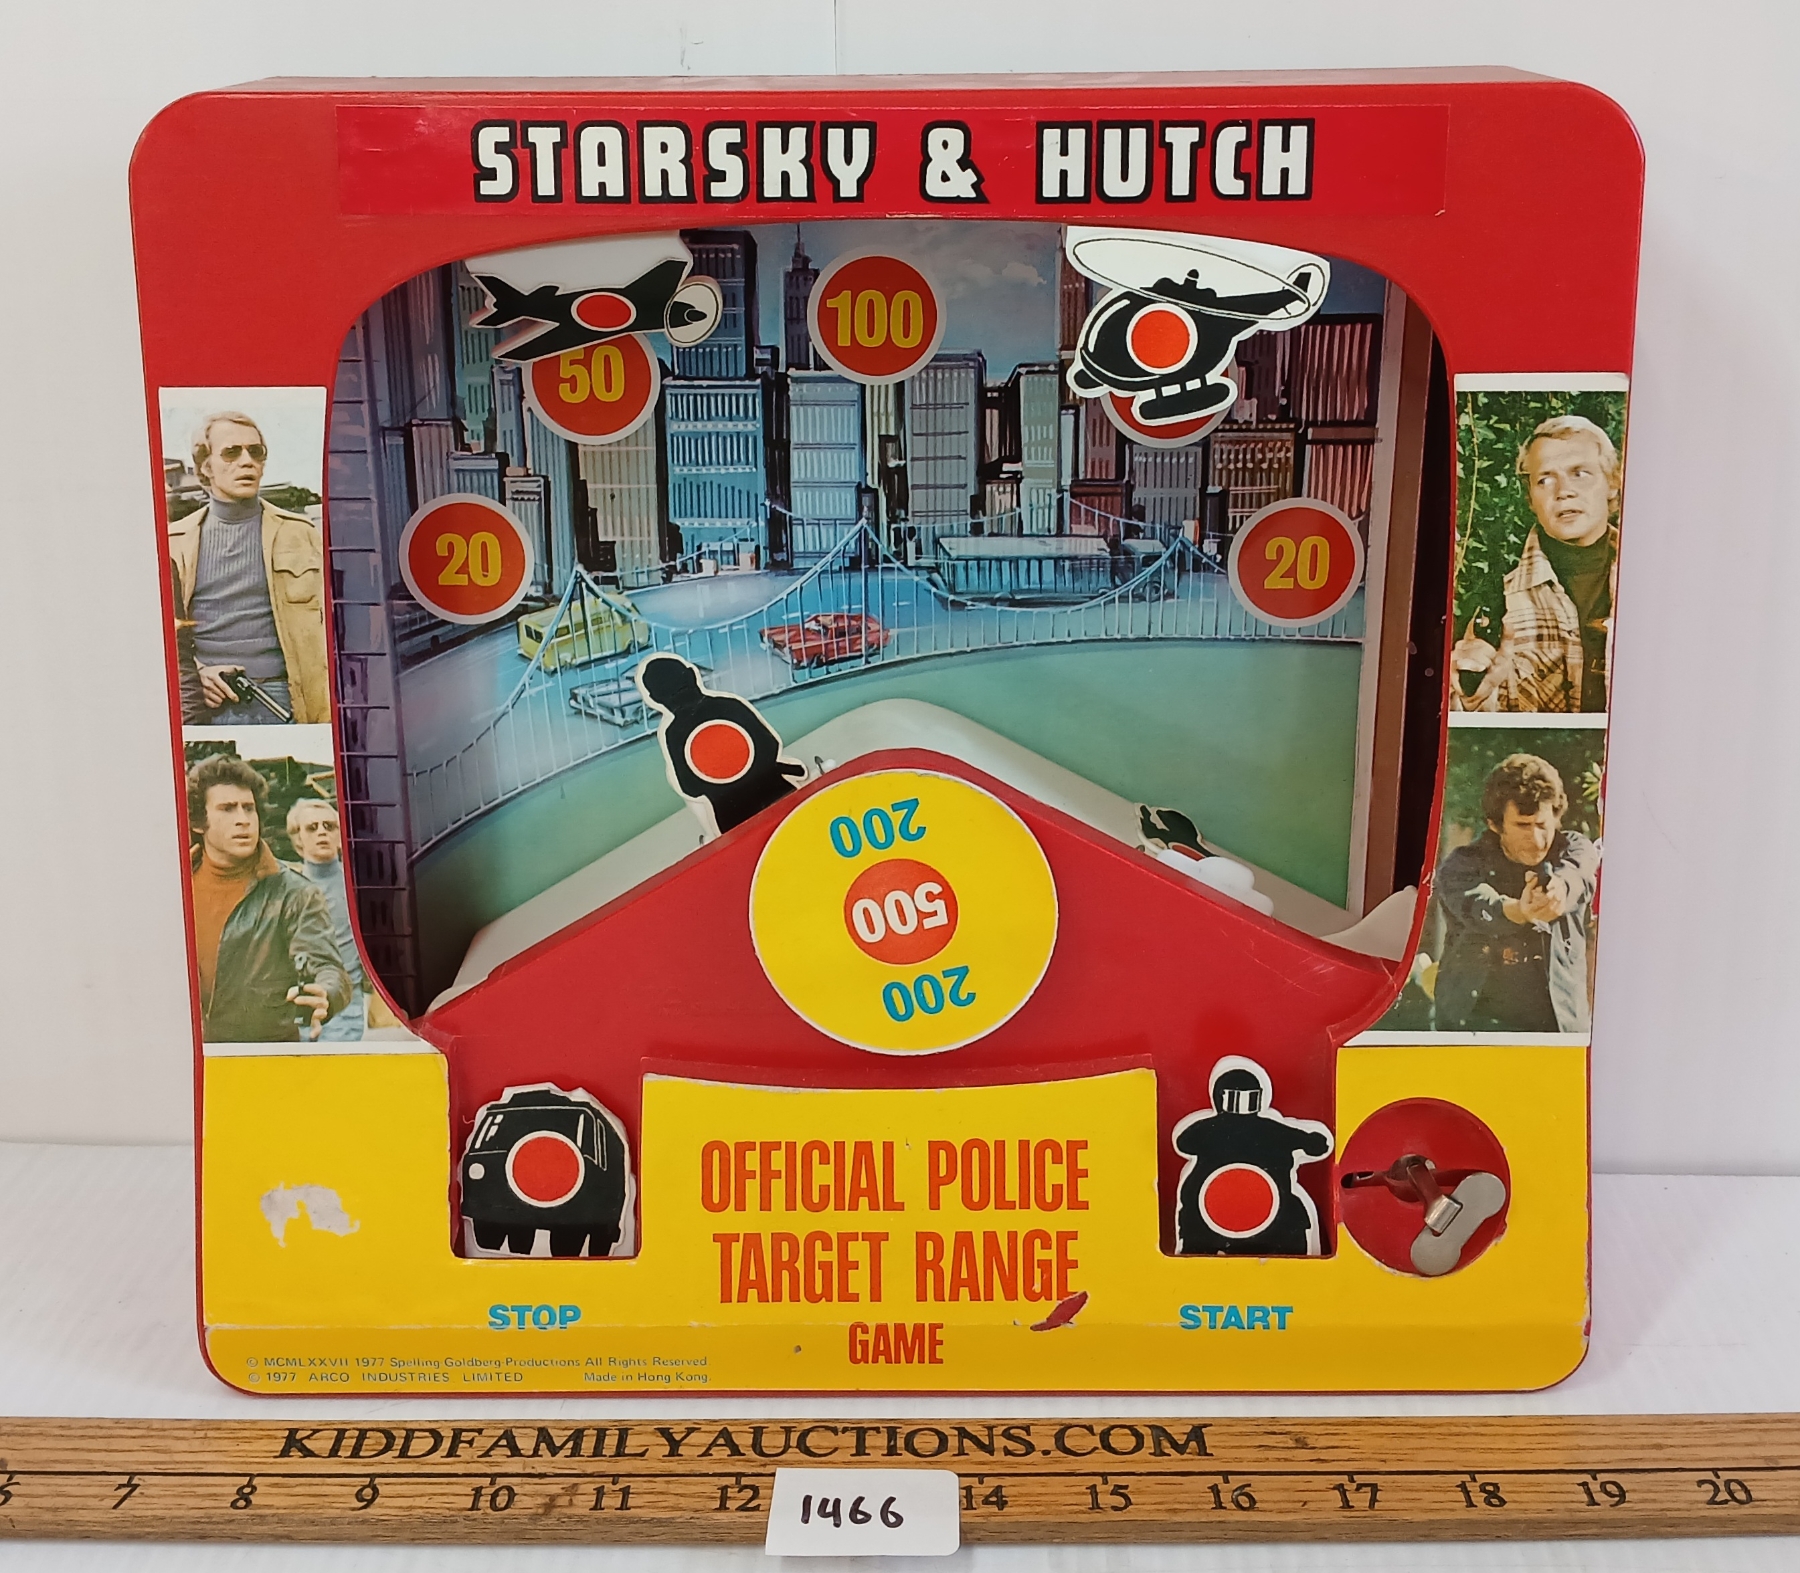 STARSKY & HUTCH
100
50
20
20
200
500
200
OFFICIAL POLICE
TARGET RANGE
GAME
STOP
START
© MCMLXXVII 1977 Spelling-Goldberg-Productions All Rights Reserved.
© 1977 ARCO INDUSTRIES LIMITED Made in Hong Kong.
KIDDFAMILYAUCTIONS.COM
6 7 8 9 10 11 12 14 15 16 17 18 19 20
1466